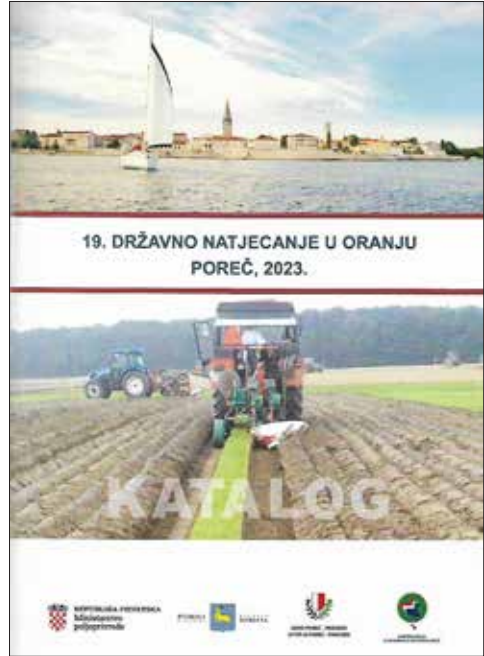 19. DRŽAVNO NATJECANJE U ORANJU
POREČ, 2023.
KATALOG
REPUBLIKA HRVATSKA
Ministarstvo
poljoprivrede